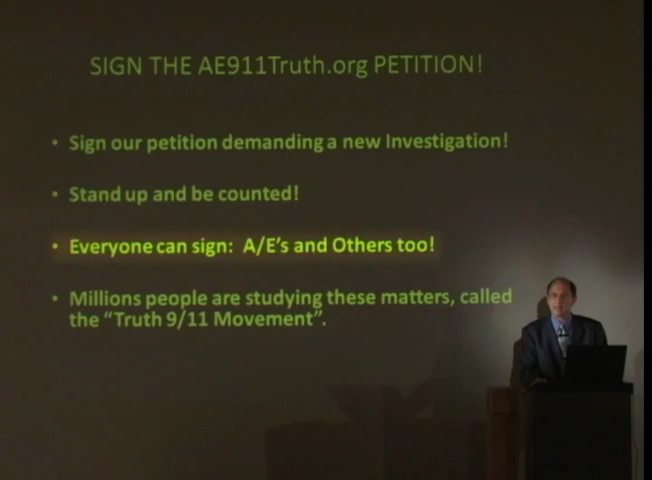 SIGN THE AE911Truth.org PETITION!
• Sign our petition demanding a new Investigation!
• Stand up and be counted!
• Everyone can sign:  A/E's and Others too!
• Millions people are studying these matters, called
the “Truth 9/11 Movement”.